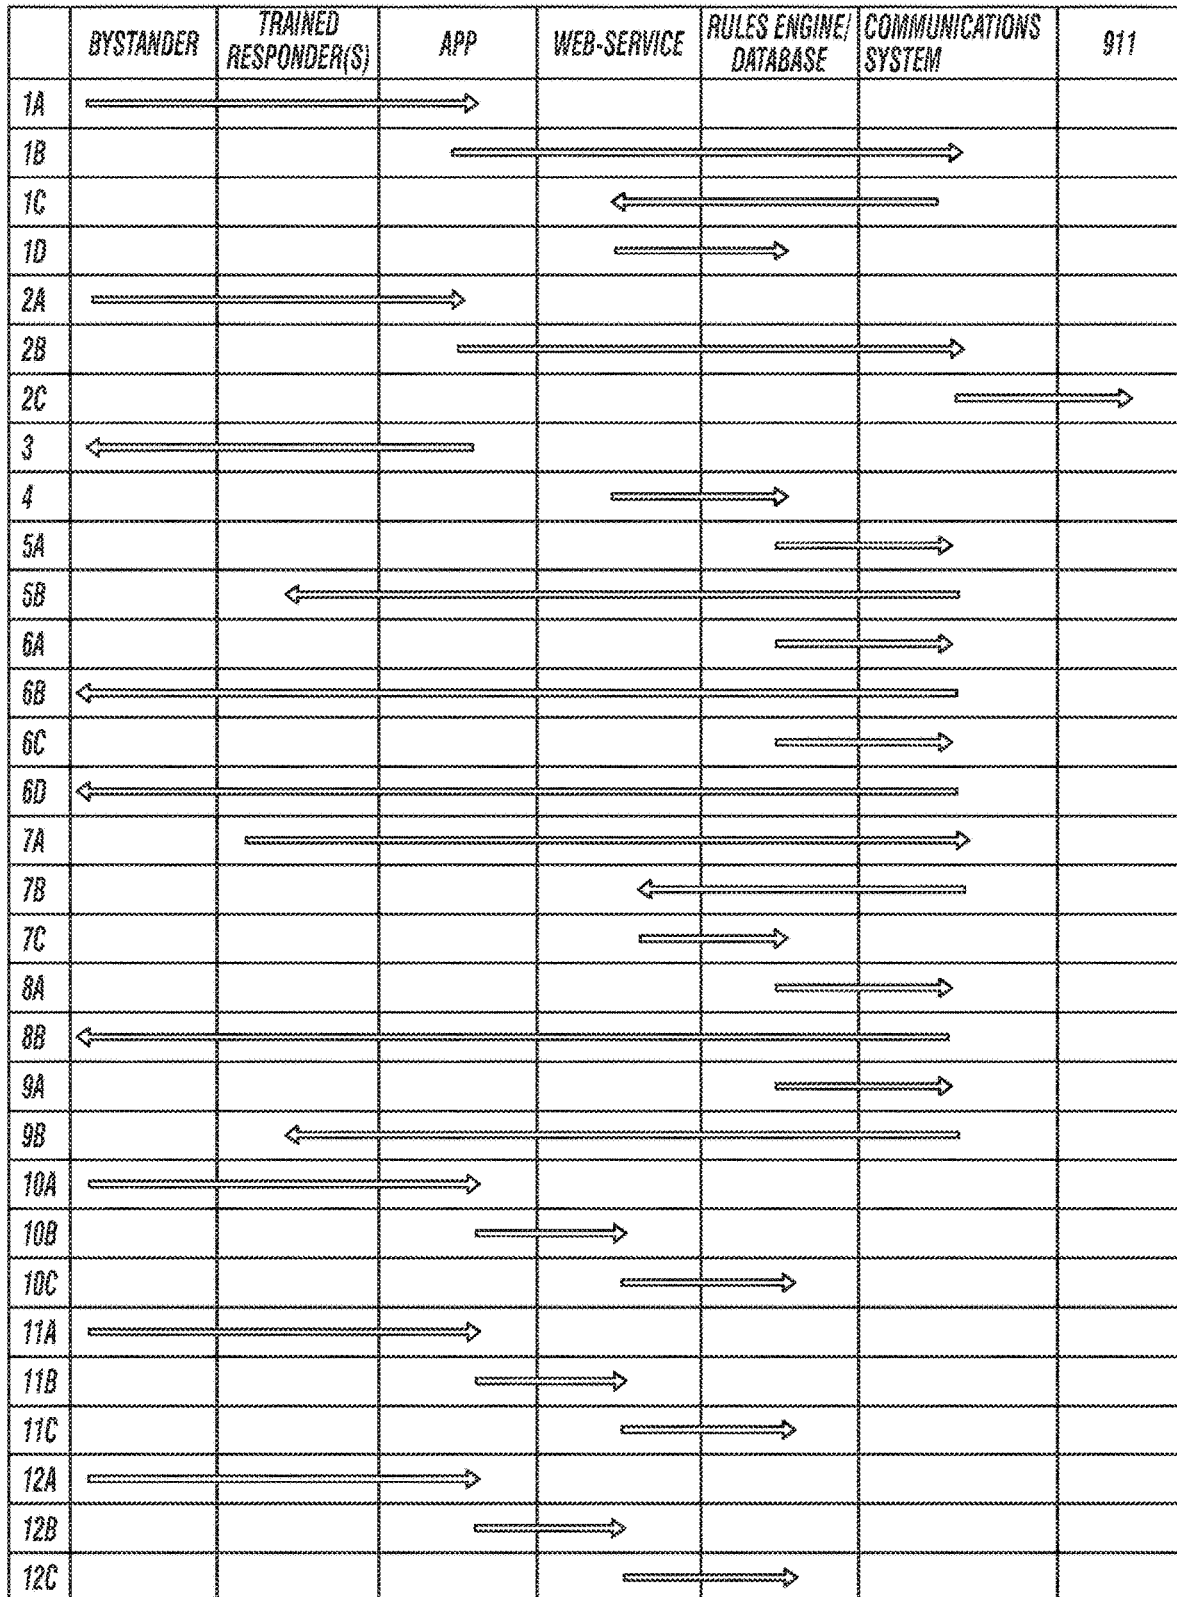 BYSTANDER
TRAINED
RESPONDER(S)
APP
WEB-SERVICE
RULES ENGINE/
DATABASE
COMMUNICATIONS
SYSTEM
911
1A
1B
1C
1D
2A
2B
2C
3
4
5A
5B
6A
6B
6C
6D
7A
7B
7C
8A
8B
9A
9B
10A
10B
10C
11A
11B
11C
12A
12B
12C